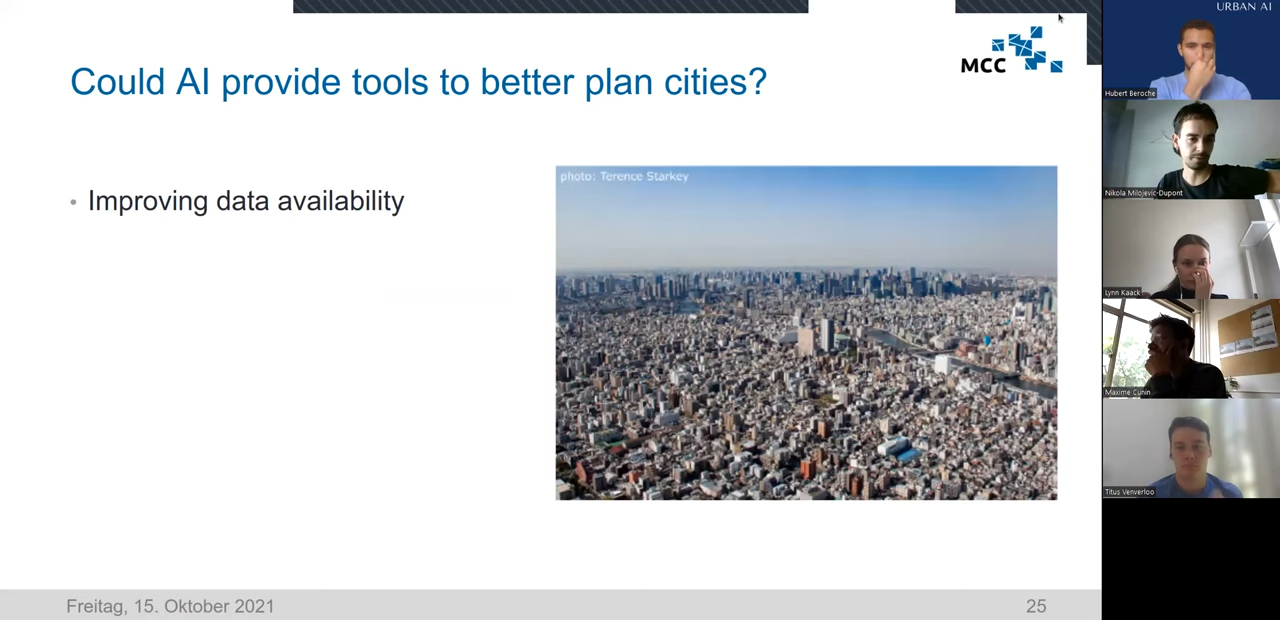 URBAN AI
MCC
Could AI provide tools to better plan cities?
Hubert Beroche
photo: Terence Starkey
• Improving data availability
Nikola Milojevic-Dupont
Lynn Kaack
Maxime Cunin
Titus Venverloo
Freitag, 15. Oktober 2021
25